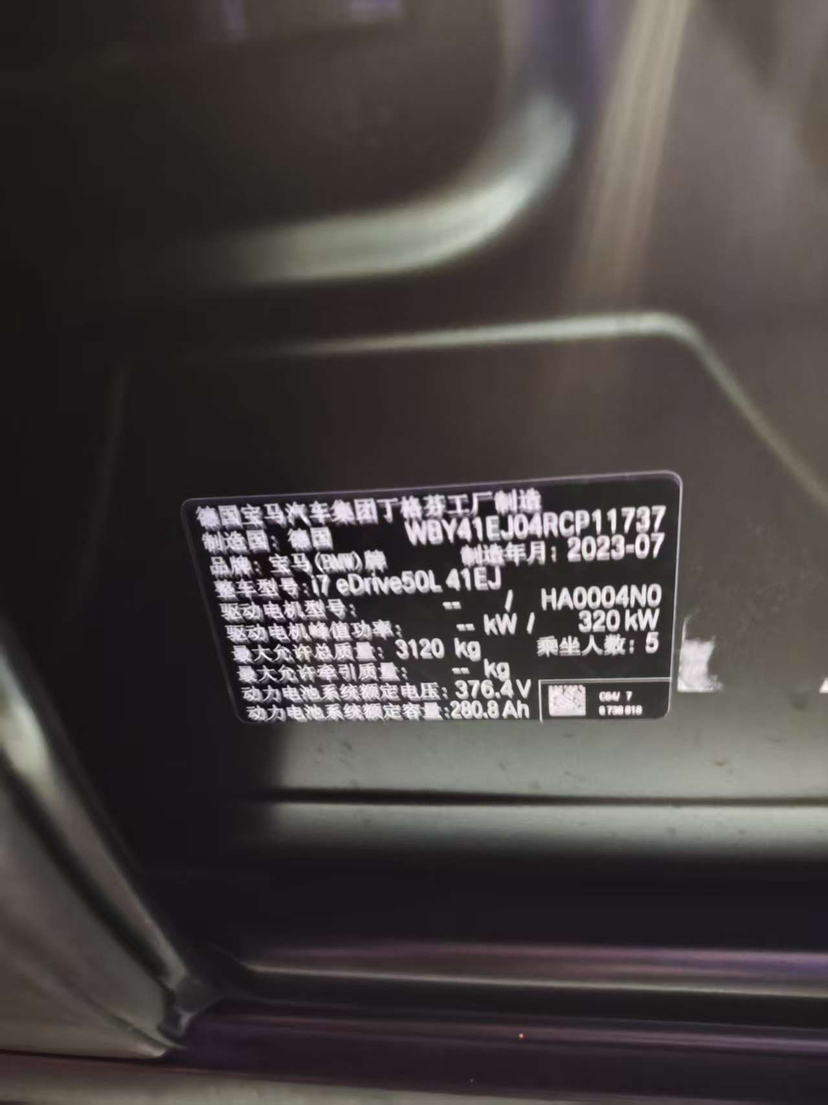 德国宝马汽车集团丁格芬工厂制造
制造国：德国 WBY41EJ04RCP11737
品牌：宝马(BMW)牌 制造年月：2023-07
整车型号：i7 eDrive50L 41EJ
驱动电机型号： -- / HA0004N0
驱动电机峰值功率： -- kW / 320 kW
最大允许总质量：3120 kg 乘坐人数：5
最大允许牵引质量： -- kg
动力电池系统额定电压：376.4 V
动力电池系统额定容量：280.8 Ah